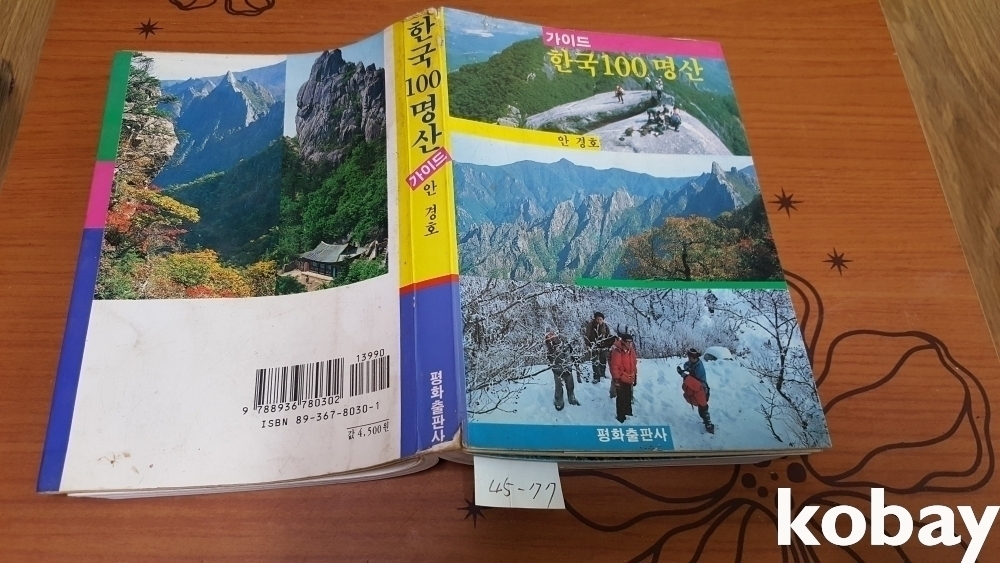 가이드
한국100명산
안 경호
평화출판사
한국100명산
가이드
안 경호
평화출판사
13990
9 788936 780302
ISBN 89-367-8030-1
값 4,500원
45-77
kobay